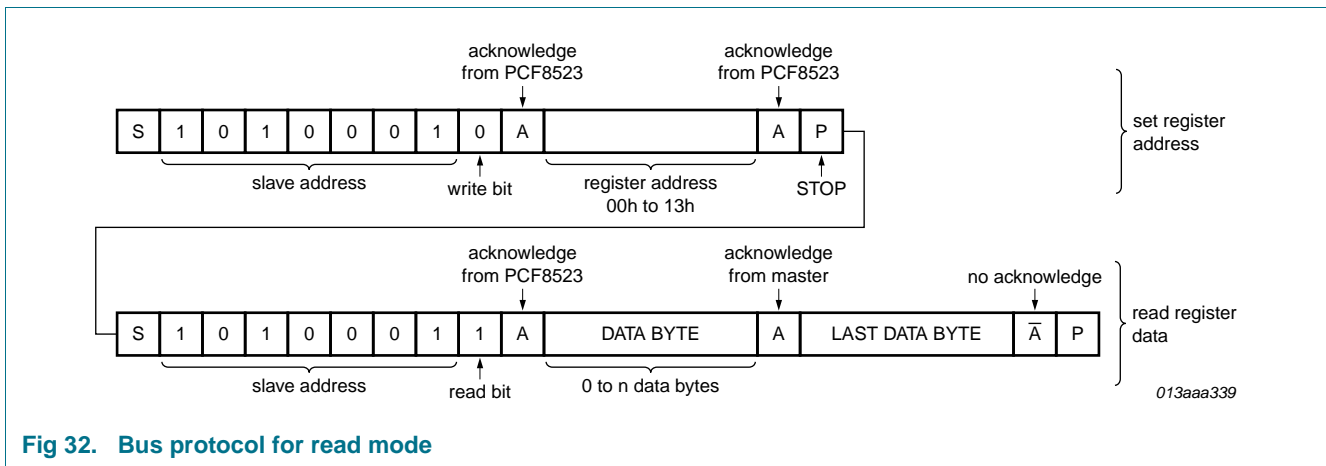 acknowledge
from PCF8523
acknowledge
from PCF8523
S 1 0 1 0 0 0 1 0 A A P
set register
address
slave address
write bit
register address
00h to 13h
STOP
acknowledge
from PCF8523
acknowledge
from master
no acknowledge
S 1 0 1 0 0 0 1 1 A DATA BYTE A LAST DATA BYTE A̅ P
read register
data
slave address
read bit
0 to n data bytes
013aaa339
Fig 32. Bus protocol for read mode